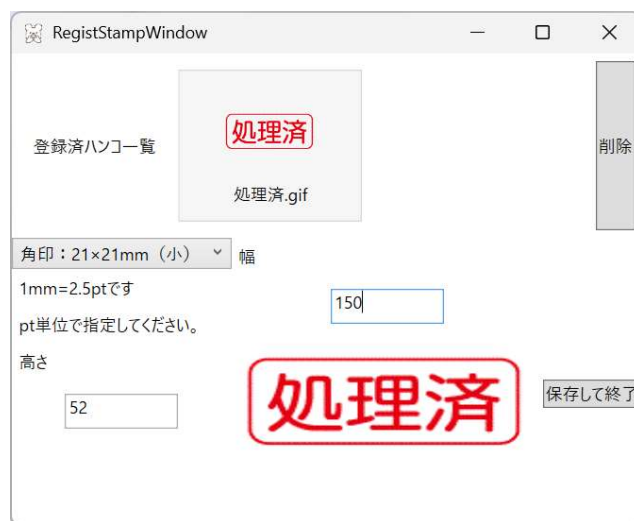 RegistStampWindow
処理済
登録済ハンコ一覧
削除
処理済.gif
角印：21×21mm（小）
幅
1mm=2.5ptです
150
pt単位で指定してください。
高さ
処理済
保存して終了
52